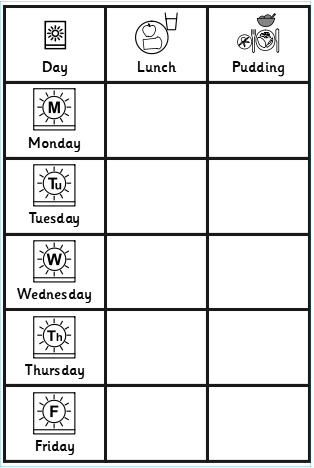 Day Lunch Pudding
M
Monday
Tu
Tuesday
W
Wednesday
Th
Thursday
F
Friday